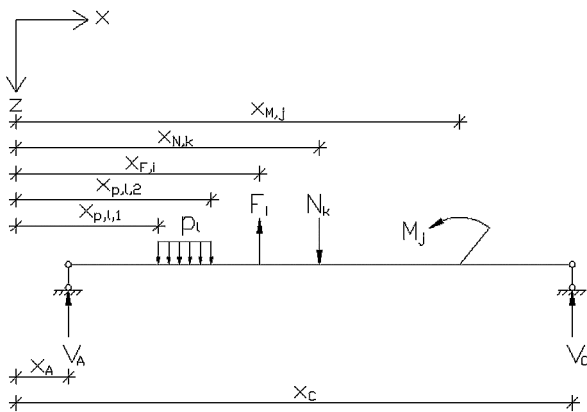 X
Z
X_M,j
X_N,k
X_F,i
X_p,l,2
X_p,l,1
P_l
F_i
N_k
M_j
V_A
V_C
X_A
X_C